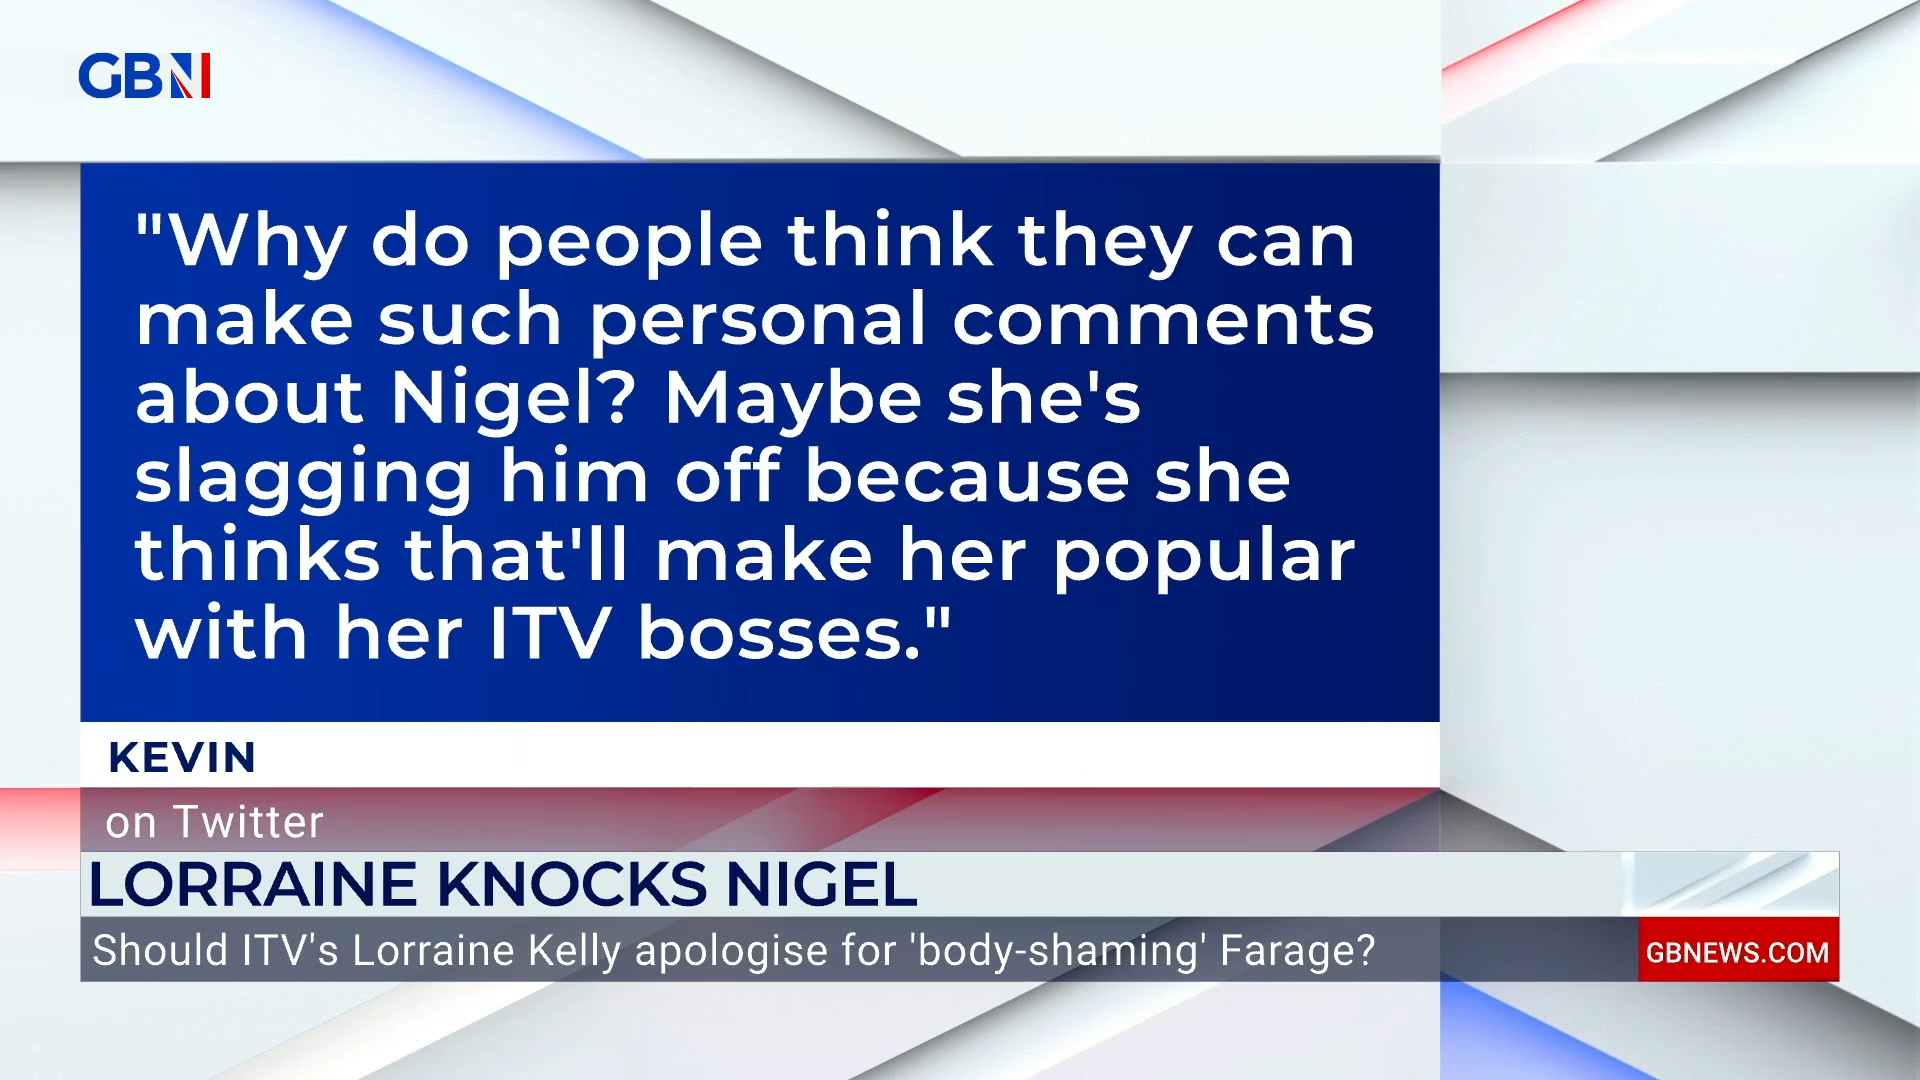 GBN
"Why do people think they can
make such personal comments
about Nigel? Maybe she's
slagging him off because she
thinks that'll make her popular
with her ITV bosses."
KEVIN
on Twitter
LORRAINE KNOCKS NIGEL
Should ITV's Lorraine Kelly apologise for 'body-shaming' Farage?
GBNEWS.COM